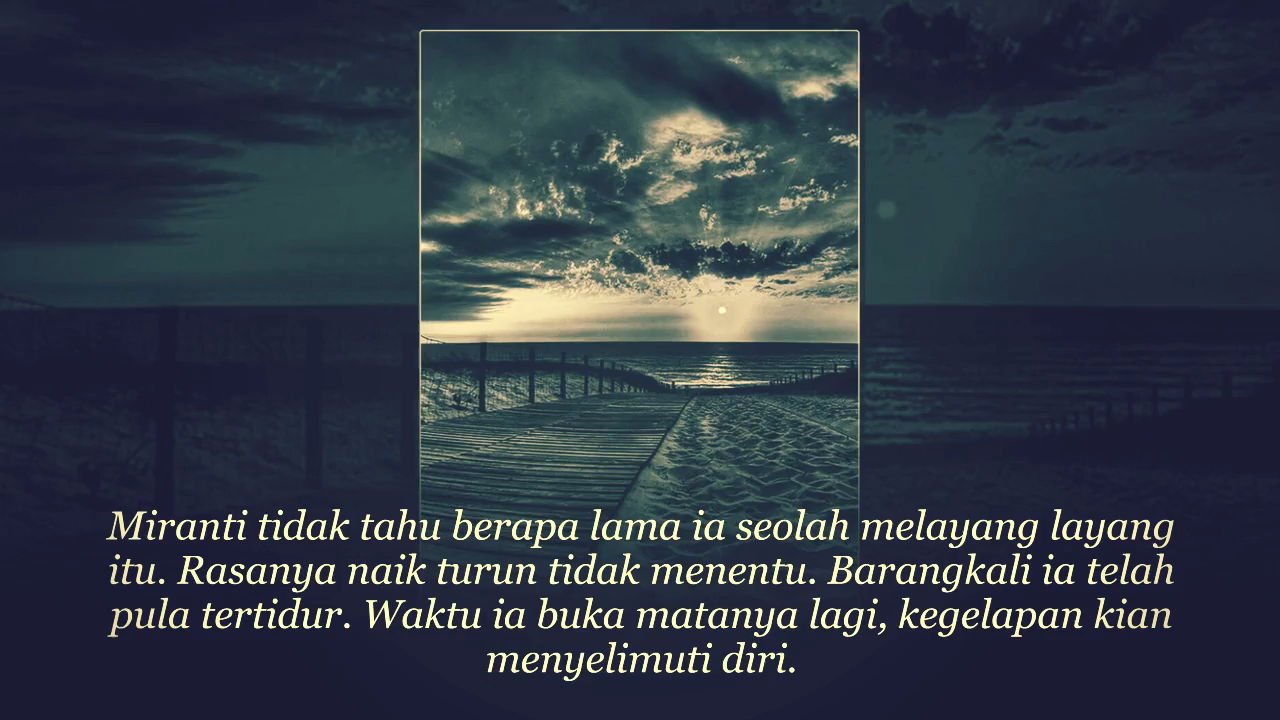 Miranti tidak tahu berapa lama ia seolah melayang layang
itu. Rasanya naik turun tidak menentu. Barangkali ia telah
pula tertidur. Waktu ia buka matanya lagi, kegelapan kian
menyelimuti diri.